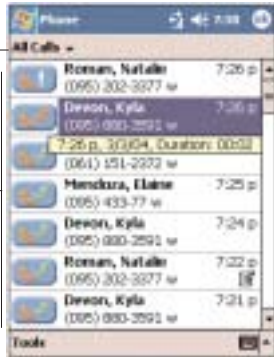 Phone 7:38 ok
All Calls
Roman, Natalie 7:26 p
(095) 202-3377 w
Devon, Kyla 7:26 p
(095) 880-3591 w
7:26 p, 3/3/04, Duration: 00:02
(061) 151-2372 w
Mendura, Elaine 7:25 p
(095) 433-77 w
Devon, Kyla 7:24 p
(095) 880-3591 w
Roman, Natalie 7:22 p
(095) 202-3377 w
Devon, Kyla 7:21 p
(095) 880-3591 w
Tools